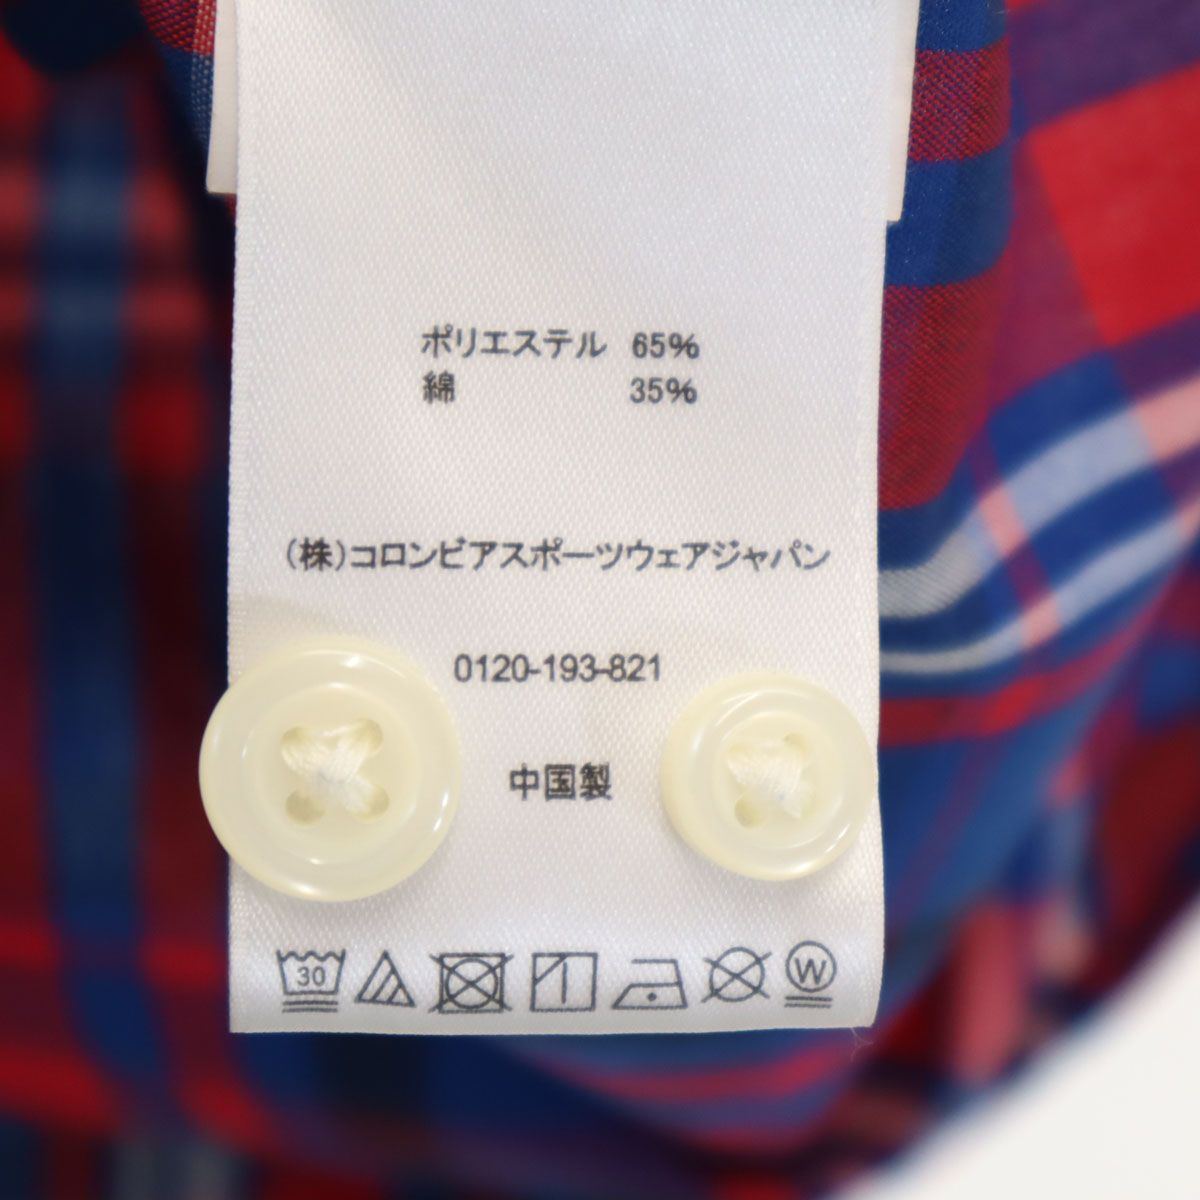 ポリエステル 65%
綿 35%
(株)コロンビアスポーツウェアジャパン
0120-193-821
中国製
30 W